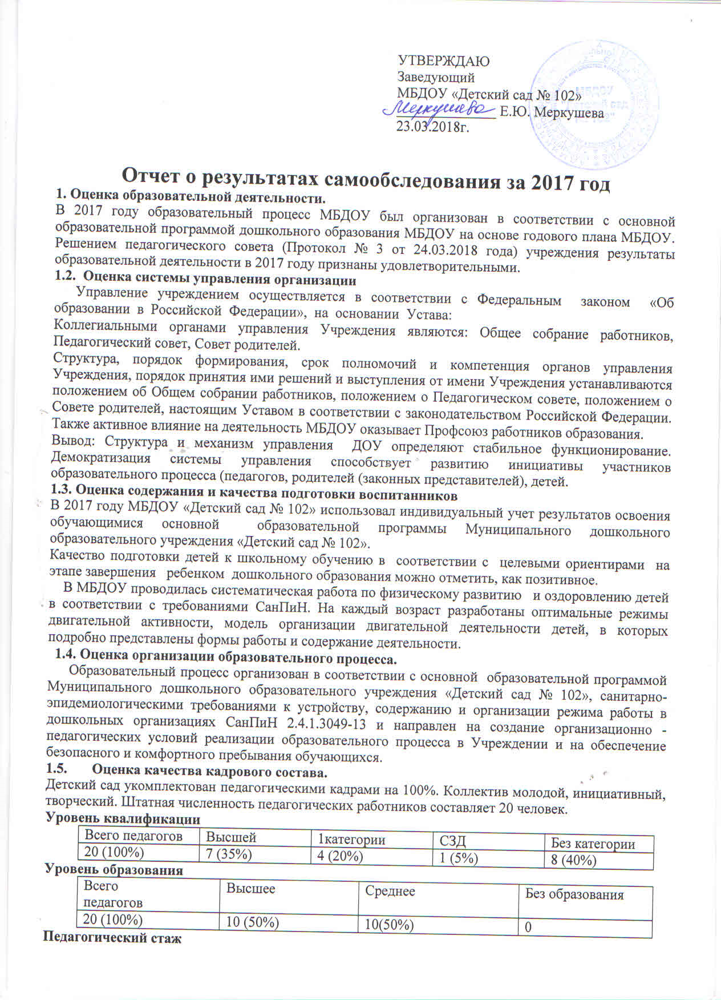 УТВЕРЖДАЮ
Заведующий
МБДОУ «Детский сад № 102»
Меркушева Е.Ю. Меркушева
23.03.2018г.
Отчет о результатах самообследования за 2017 год
1. Оценка образовательной деятельности.
В 2017 году образовательный процесс МБДОУ был организован в соответствии с основной
образовательной программой дошкольного образования МБДОУ на основе годового плана МБДОУ.
Решением педагогического совета (Протокол № 3 от 24.03.2018 года) учреждения результаты
образовательной деятельности в 2017 году признаны удовлетворительными.
1.2. Оценка системы управления организации
Управление учреждением осуществляется в соответствии с Федеральным законом «Об
образовании в Российской Федерации», на основании Устава:
Коллегиальными органами управления Учреждения являются: Общее собрание работников,
Педагогический совет, Совет родителей.
Структура, порядок формирования, срок полномочий и компетенция органов управления
Учреждения, порядок принятия ими решений и выступления от имени Учреждения устанавливаются
положением об Общем собрании работников, положением о Педагогическом совете, положением о
Совете родителей, настоящим Уставом в соответствии с законодательством Российской Федерации.
Также активное влияние на деятельность МБДОУ оказывает Профсоюз работников образования.
Вывод: Структура и механизм управления ДОУ определяют стабильное функционирование.
Демократизация системы управления способствует развитию инициативы участников
образовательного процесса (педагогов, родителей (законных представителей), детей.
1.3. Оценка содержания и качества подготовки воспитанников
В 2017 году МБДОУ «Детский сад № 102» использовал индивидуальный учет результатов освоения
обучающимися основной образовательной программы Муниципального дошкольного
образовательного учреждения «Детский сад № 102».
Качество подготовки детей к школьному обучению в соответствии с целевыми ориентирами на
этапе завершения ребенком дошкольного образования можно отметить, как позитивное.
В МБДОУ проводилась систематическая работа по физическому развитию и оздоровлению детей
в соответствии с требованиями СанПиН. На каждый возраст разработаны оптимальные режимы
двигательной активности, модель организации двигательной деятельности детей, в которых
подробно представлены формы работы и содержание деятельности.
1.4. Оценка организации образовательного процесса.
Образовательный процесс организован в соответствии с основной образовательной программой
Муниципального дошкольного образовательного учреждения «Детский сад № 102», санитарно-
эпидемиологическими требованиями к устройству, содержанию и организации режима работы в
дошкольных организациях СанПиН 2.4.1.3049-13 и направлен на создание организационно -
педагогических условий реализации образовательного процесса в Учреждении и на обеспечение
безопасного и комфортного пребывания обучающихся.
1.5. Оценка качества кадрового состава.
Детский сад укомплектован педагогическими кадрами на 100%. Коллектив молодой, инициативный,
творческий. Штатная численность педагогических работников составляет 20 человек.
Уровень квалификации
Всего педагогов Высшей 1категории СЗД Без категории
20 (100%) 7 (35%) 4 (20%) 1 (5%) 8 (40%)
Уровень образования
Всего педагогов Высшее Среднее Без образования
20 (100%) 10 (50%) 10(50%) 0
Педагогический стаж